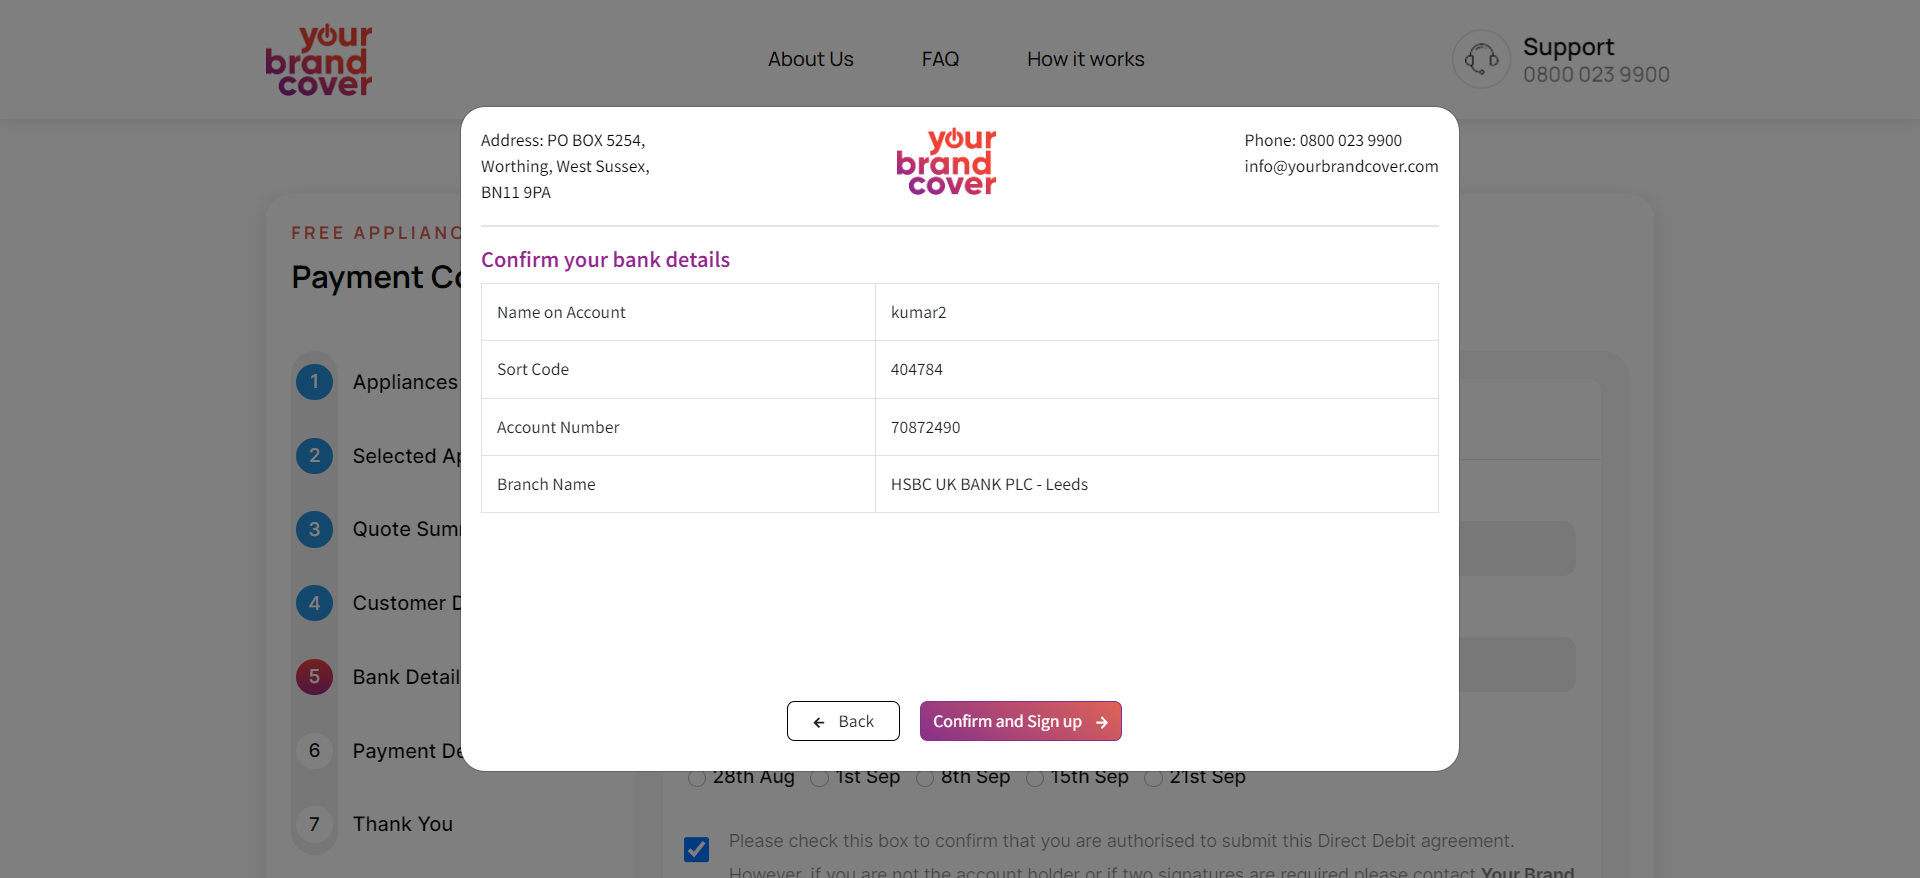 your
brand
cover
About Us
FAQ
How it works
Support
0800 023 9900
Address: PO BOX 5254,
Worthing, West Sussex,
BN11 9PA
your
brand
cover
Phone: 0800 023 9900
info@yourbrandcover.com
FREE APPLIANC
Payment Co
Confirm your bank details
Name on Account
kumar2
Sort Code
404784
Account Number
70872490
Branch Name
HSBC UK BANK PLC - Leeds
1 Appliances
2 Selected Ap
3 Quote Summ
4 Customer D
5 Bank Detail
6 Payment De
7 Thank You
Back
Confirm and Sign up
28th Aug
1st Sep
8th Sep
15th Sep
21st Sep
Please check this box to confirm that you are authorised to submit this Direct Debit agreement.
However, if you are not the account holder or if two signatures are required please contact Your Brand